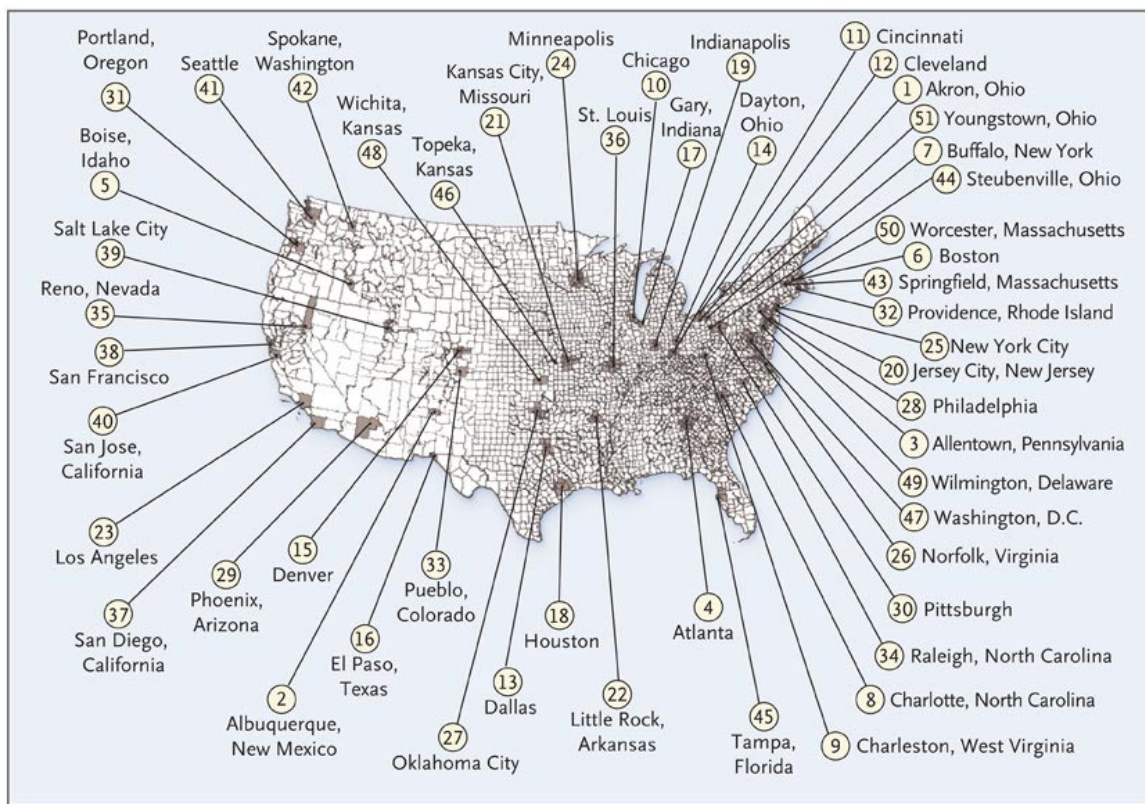 Portland,
Oregon
31
Seattle
41
Spokane,
Washington
42
Boise,
Idaho
5
Wichita,
Kansas
48
Kansas City,
Missouri
21
Topeka,
Kansas
46
Minneapolis
24
St. Louis
36
Chicago
10
Gary,
Indiana
17
Indianapolis
19
Dayton,
Ohio
14
11 Cincinnati
12 Cleveland
1 Akron, Ohio
51 Youngstown, Ohio
7 Buffalo, New York
44 Steubenville, Ohio
50 Worcester, Massachusetts
6 Boston
43 Springfield, Massachusetts
32 Providence, Rhode Island
25 New York City
20 Jersey City, New Jersey
28 Philadelphia
3 Allentown, Pennsylvania
49 Wilmington, Delaware
47 Washington, D.C.
26 Norfolk, Virginia
30 Pittsburgh
34 Raleigh, North Carolina
8 Charlotte, North Carolina
9 Charleston, West Virginia
Salt Lake City
39
Reno, Nevada
35
38
San Francisco
40
San Jose,
California
23
Los Angeles
37
San Diego,
California
29
Phoenix,
Arizona
15
Denver
2
Albuquerque,
New Mexico
16
El Paso,
Texas
33
Pueblo,
Colorado
27
Oklahoma City
13
Dallas
18
Houston
22
Little Rock,
Arkansas
4
Atlanta
45
Tampa,
Florida